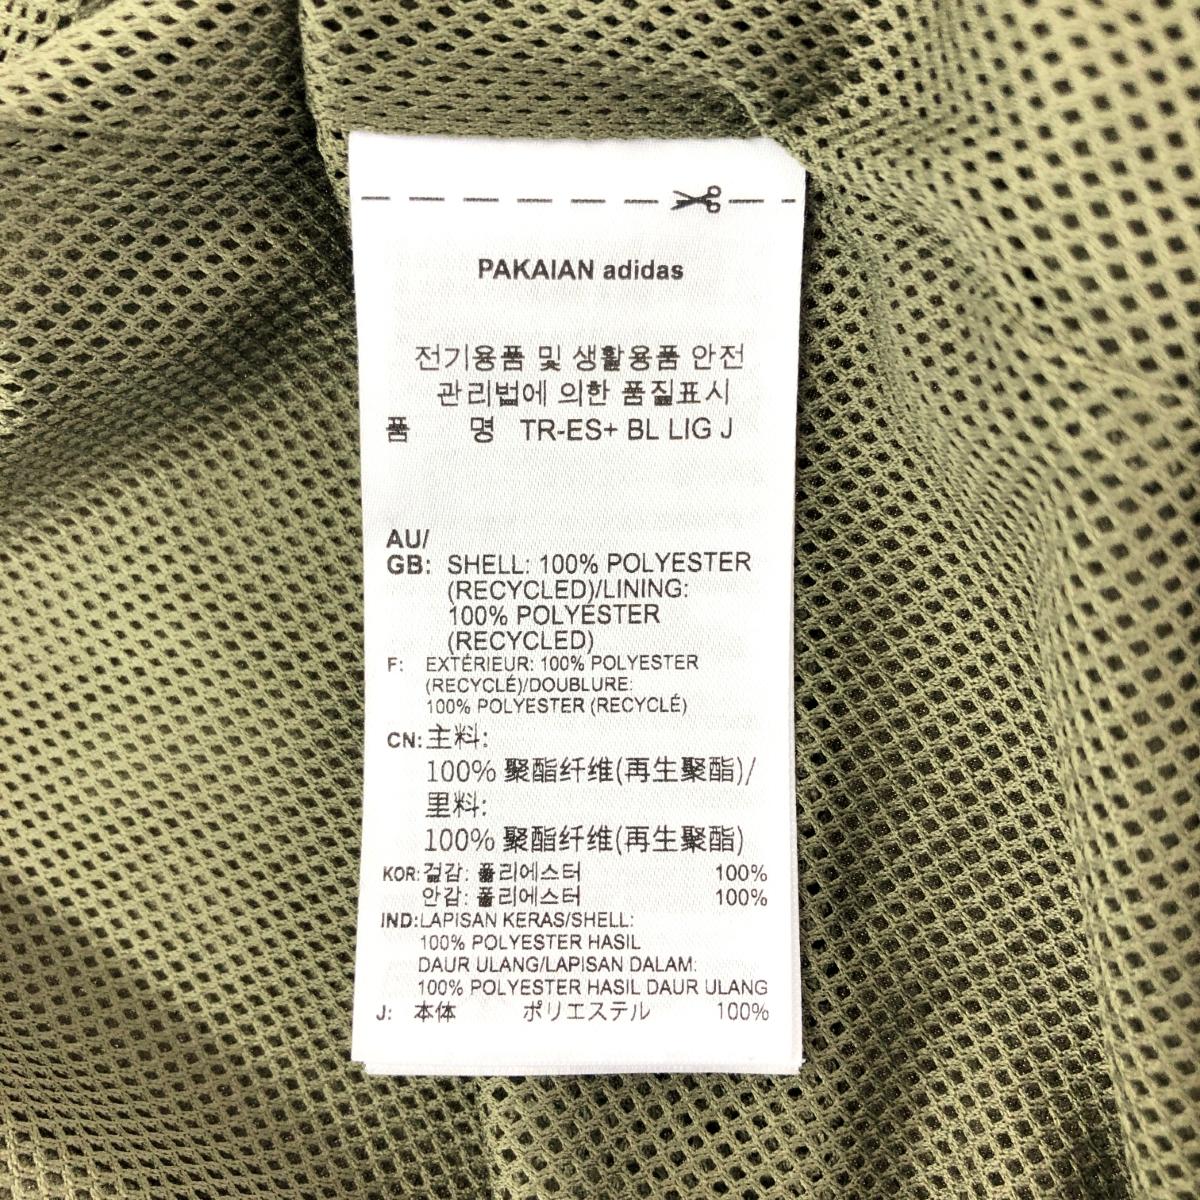 PAKAIAN adidas
전기용품 및 생활용품 안전
관리법에 의한 품질표시
품 명 TR-ES+ BL LIG J
AU/
GB: SHELL: 100% POLYESTER
(RECYCLED)/LINING:
100% POLYESTER
(RECYCLED)
F: EXTÉRIEUR: 100% POLYESTER
(RECYCLÉ)/DOUBLURE:
100% POLYESTER (RECYCLÉ)
CN: 主料:
100% 聚酯纤维(再生聚酯)/
里料:
100% 聚酯纤维(再生聚酯)
KOR: 겉감: 폴리에스터 100%
안감: 폴리에스터 100%
IND: LAPISAN KERAS/SHELL:
100% POLYESTER HASIL
DAUR ULANG/LAPISAN DALAM:
100% POLYESTER HASIL DAUR ULANG
J: 本体 ポリエステル 100%